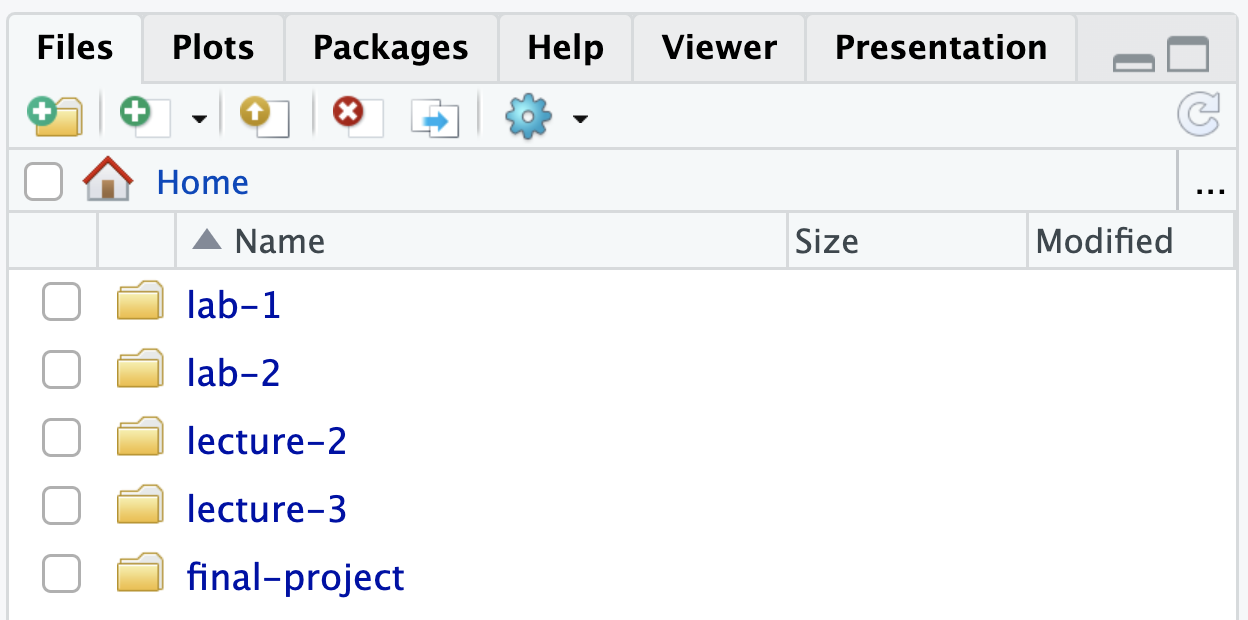 Files Plots Packages Help Viewer Presentation
Home ...
Name Size Modified
lab-1
lab-2
lecture-2
lecture-3
final-project